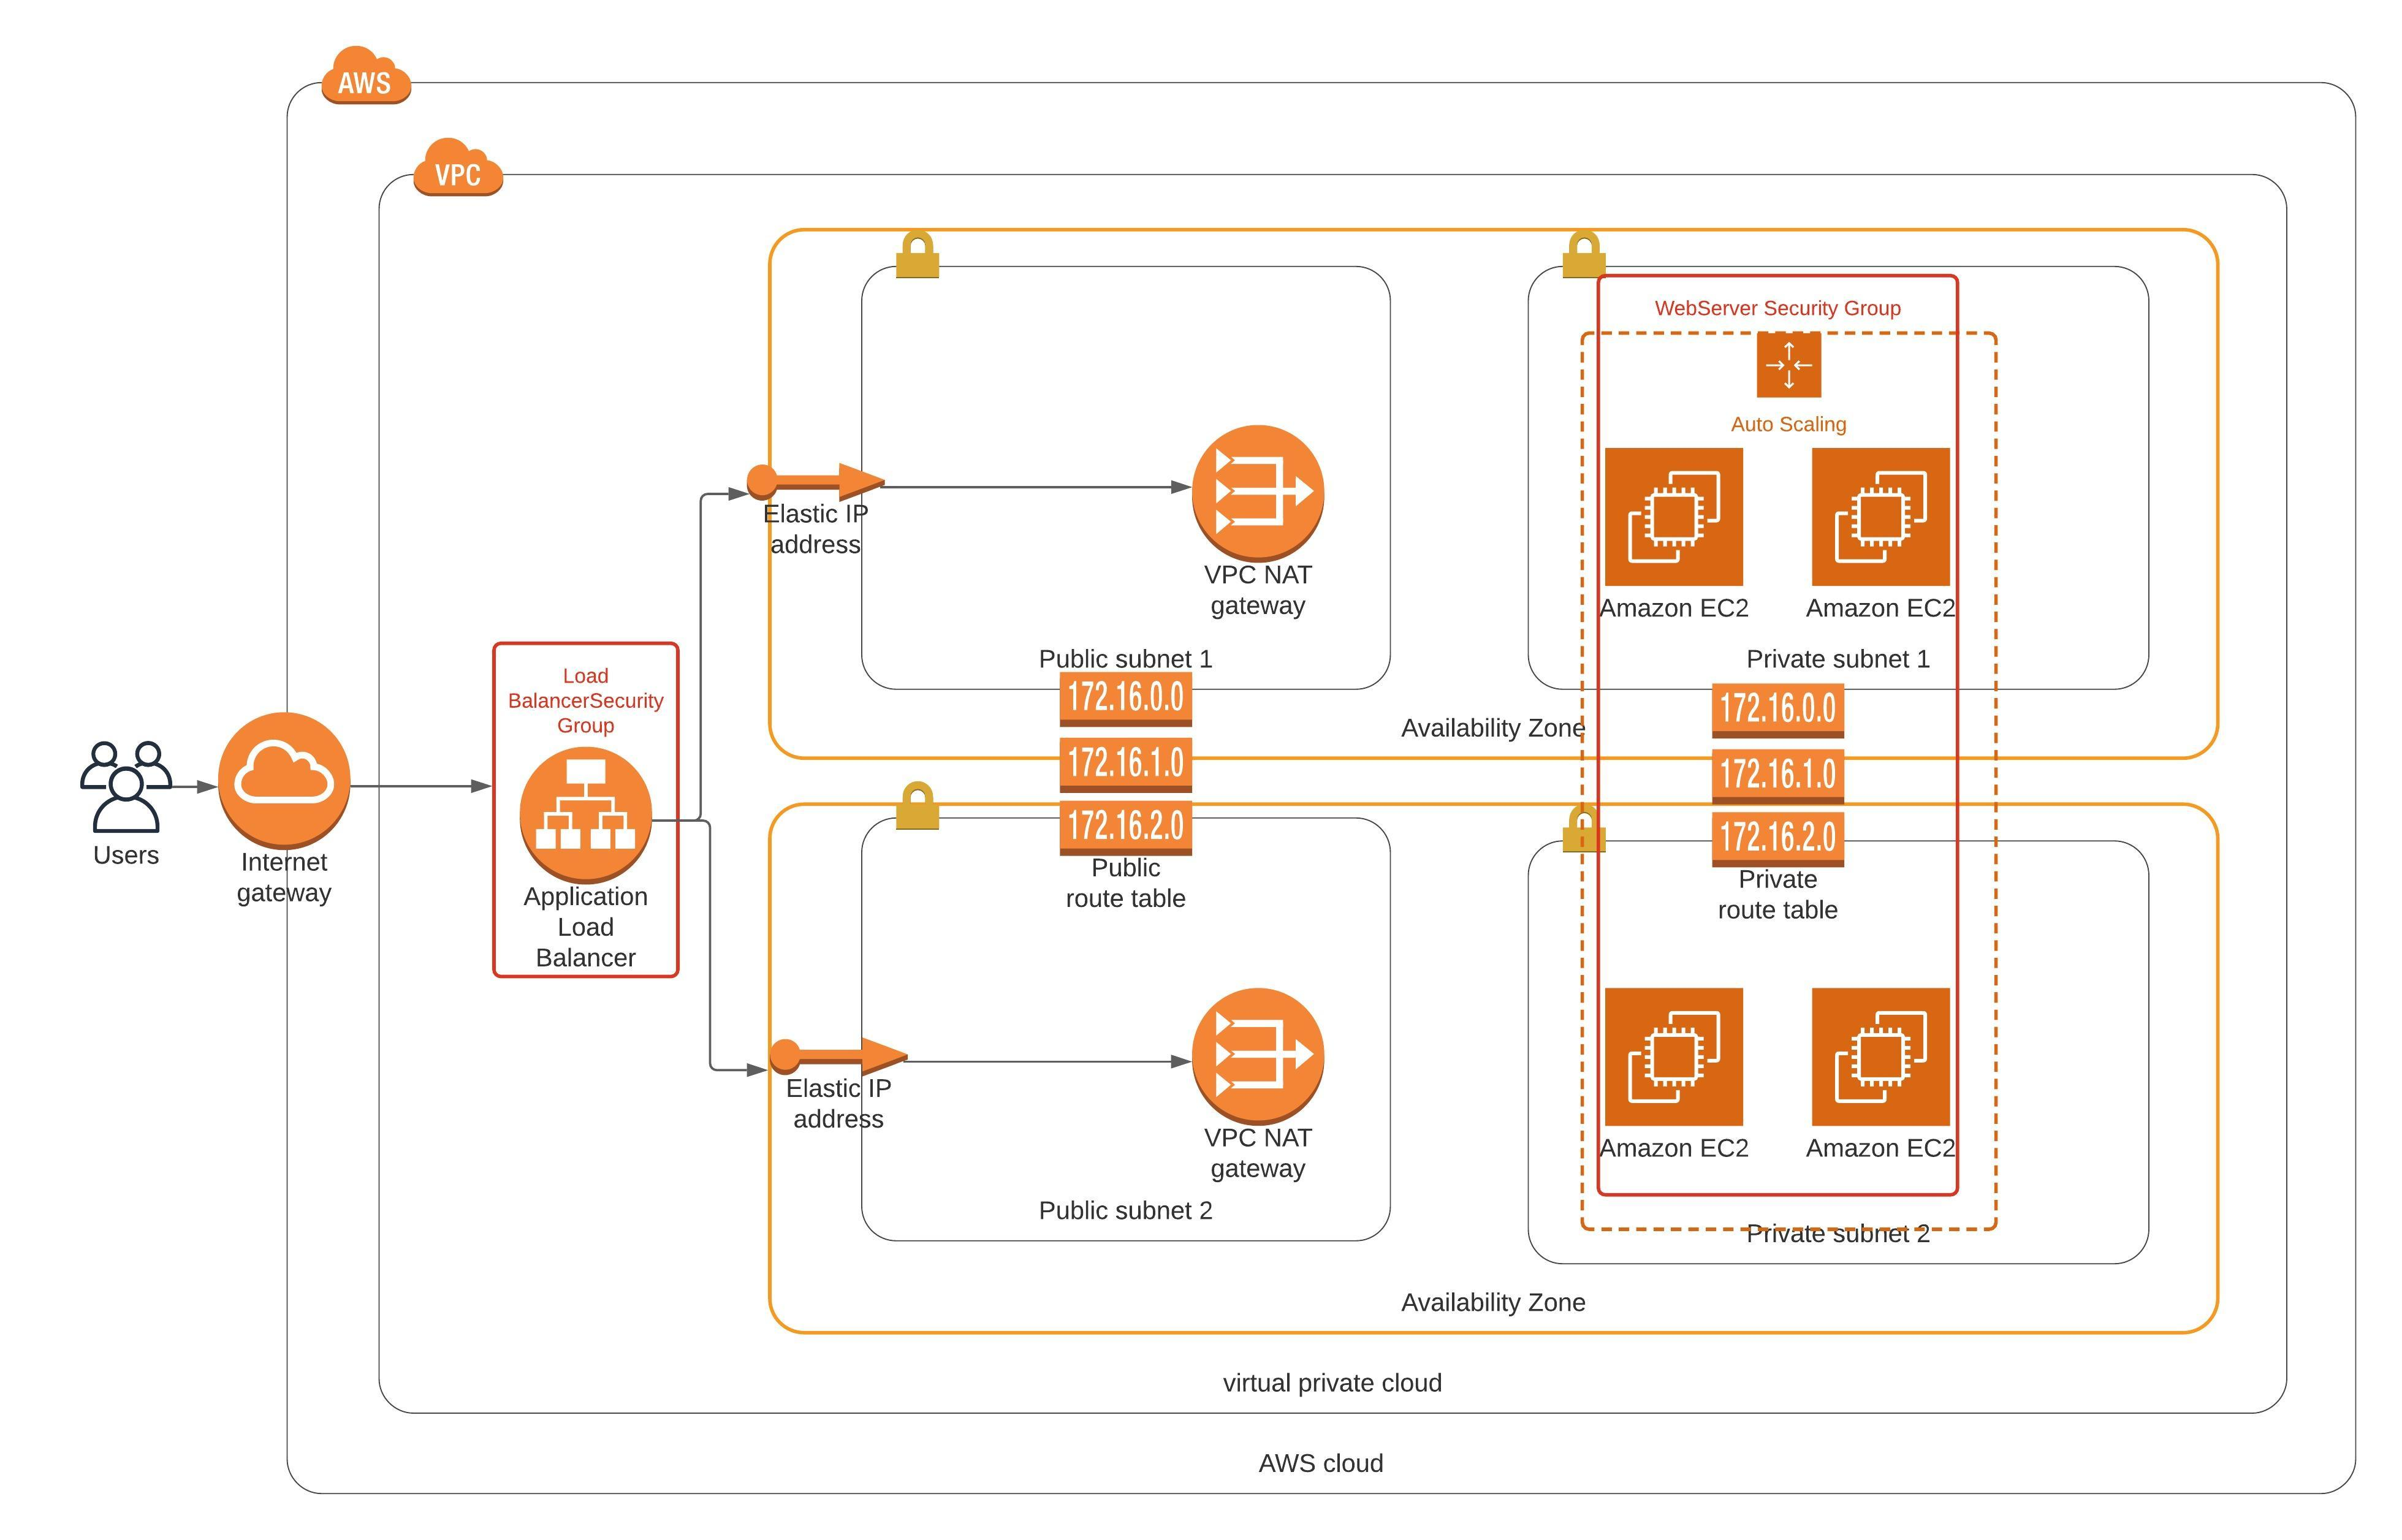 AWS
VPC
WebServer Security Group
Auto Scaling
Elastic IP
address
VPC NAT
gateway
Amazon EC2
Amazon EC2
Public subnet 1
Private subnet 1
172.16.0.0
172.16.1.0
172.16.2.0
Public
route table
172.16.0.0
172.16.1.0
172.16.2.0
Private
route table
Availability Zone
Load
BalancerSecurity
Group
Application
Load
Balancer
Users
Internet
gateway
Elastic IP
address
VPC NAT
gateway
Amazon EC2
Amazon EC2
Public subnet 2
Private subnet 2
Availability Zone
virtual private cloud
AWS cloud